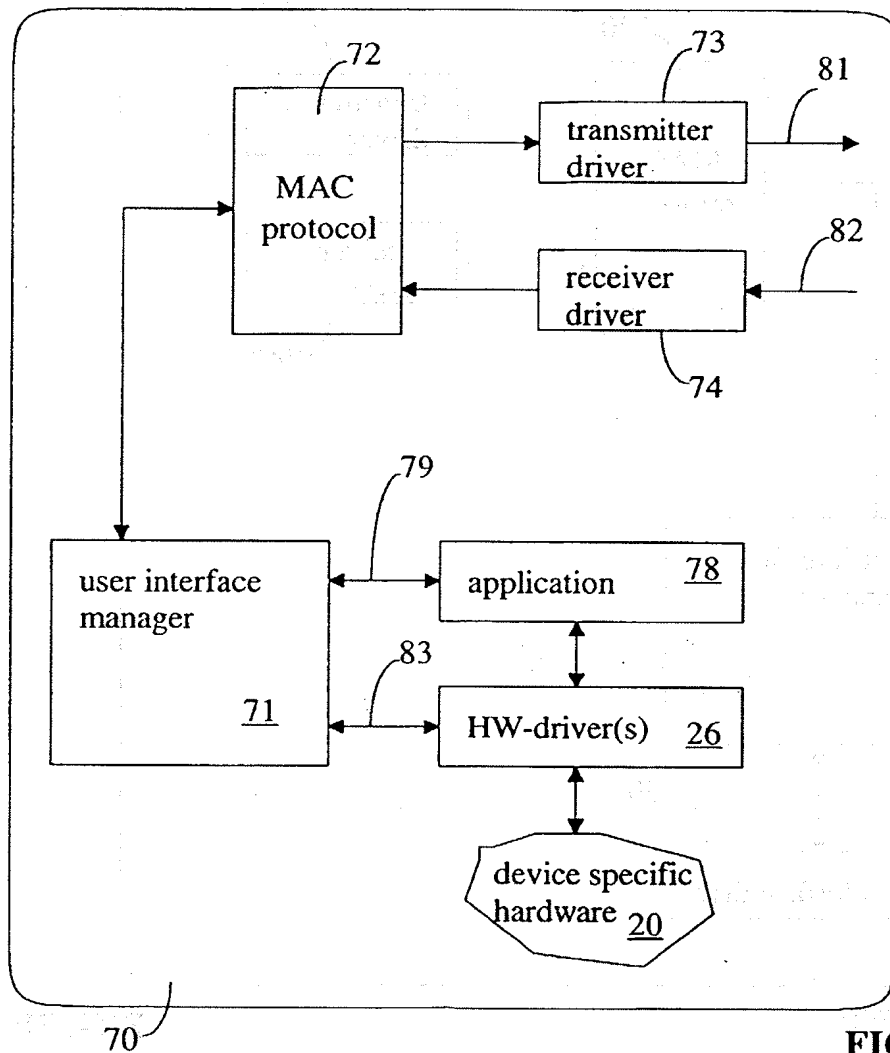 72
73
81
transmitter
driver
MAC
protocol
82
receiver
driver
74
79
user interface
manager
application 78
83
71
HW-driver(s) 26
device specific
hardware 20
70